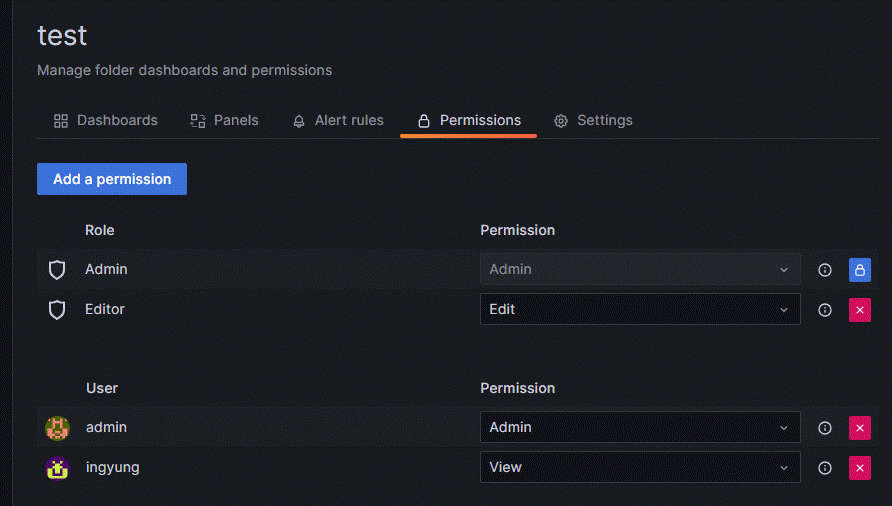 test
Manage folder dashboards and permissions
Dashboards Panels Alert rules Permissions Settings
Add a permission
Role Permission
Admin Admin
Editor Edit
User Permission
admin Admin
ingyung View